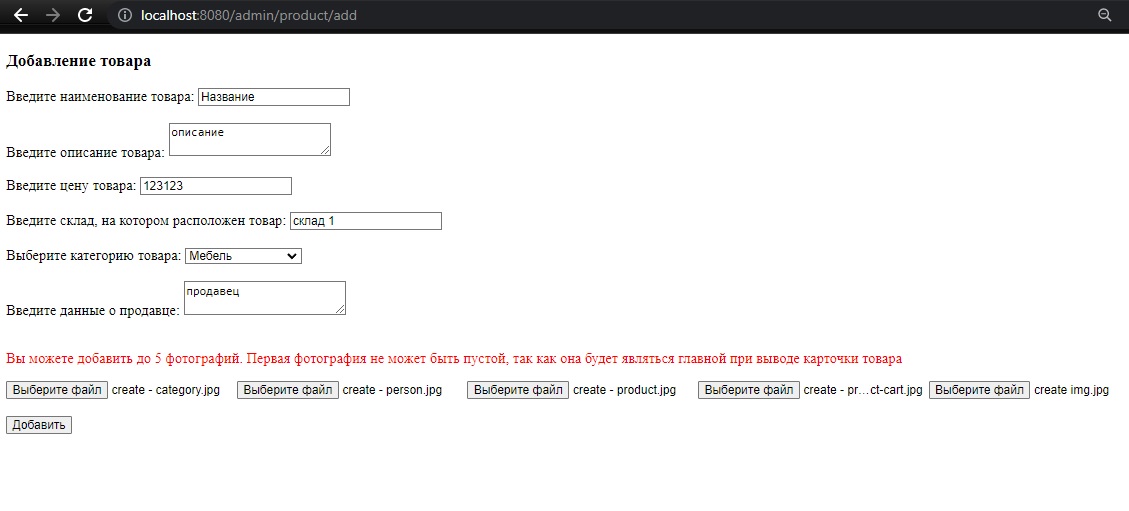 localhost:8080/admin/product/add
Добавление товара
Введите наименование товара: Название
Введите описание товара: описание
Введите цену товара: 123123
Введите склад, на котором расположен товар: склад 1
Выберите категорию товара: Мебель
Введите данные о продавце: продавец
Вы можете добавить до 5 фотографий. Первая фотография не может быть пустой, так как она будет являться главной при выводе карточки товара
Выберите файл create - category.jpg Выберите файл create - person.jpg Выберите файл create - product.jpg Выберите файл create - pr...ct-cart.jpg Выберите файл create img.jpg
Добавить